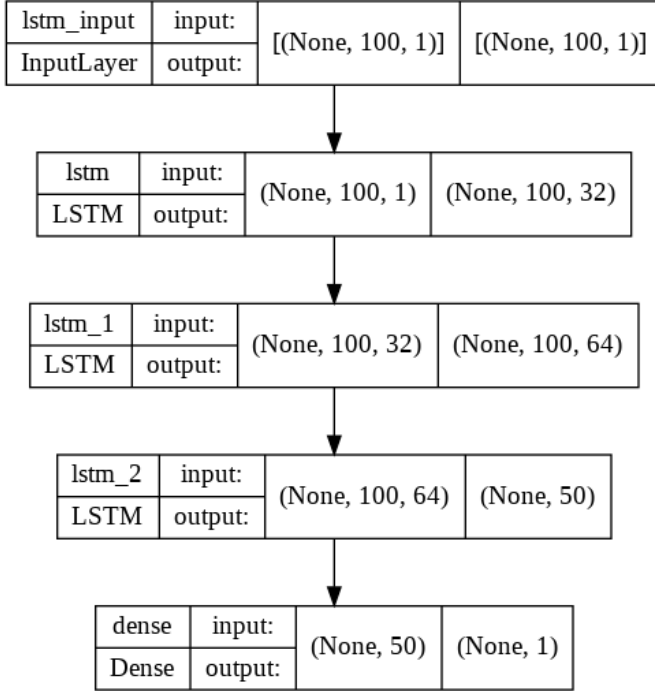 lstm_input input: [(None, 100, 1)] [(None, 100, 1)]
InputLayer output:
lstm input: (None, 100, 1) (None, 100, 32)
LSTM output:
lstm_1 input: (None, 100, 32) (None, 100, 64)
LSTM output:
lstm_2 input: (None, 100, 64) (None, 50)
LSTM output:
dense input: (None, 50) (None, 1)
Dense output: